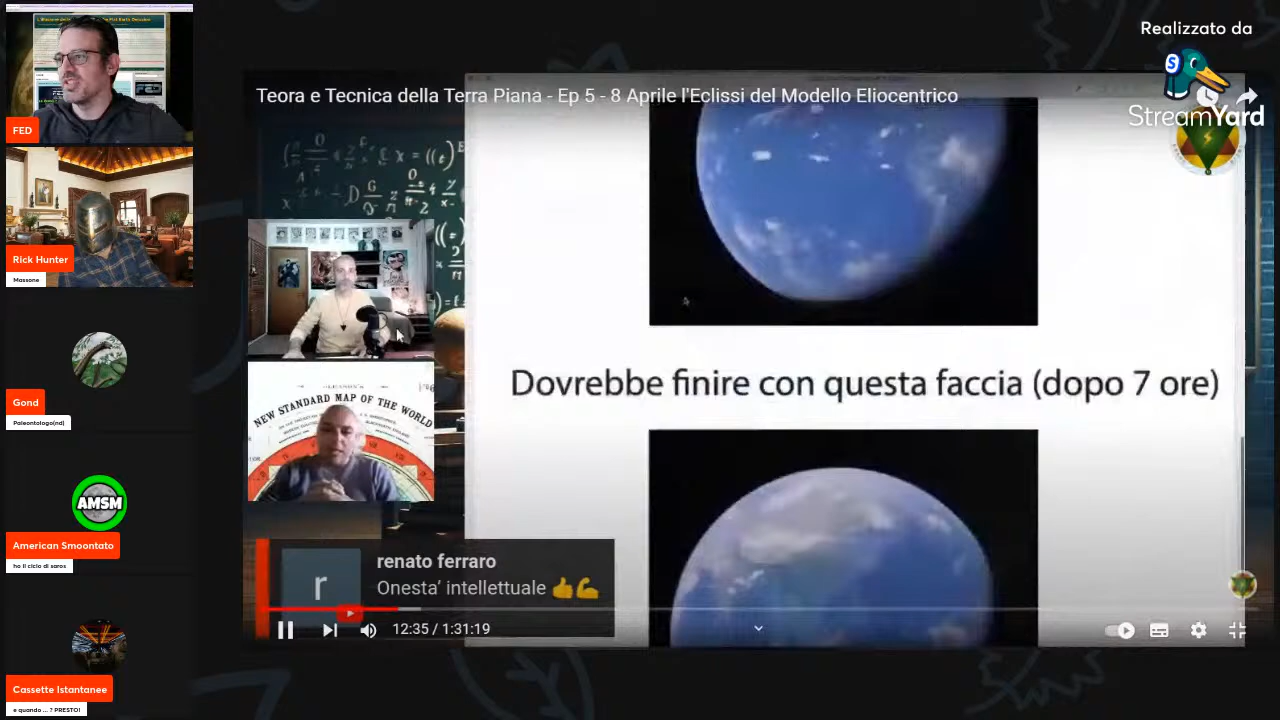 Realizzato da
StreamYard
Teora e Tecnica della Terra Piana - Ep 5 - 8 Aprile l'Eclissi del Modello Eliocentrico
FED
Rick Hunter
Massone
Gond
Paleontologo(nd)
AMSM
American Smoontato
ho il ciclo di saros
Cassette Istantanee
e quando ... ? PRESTO!
NEW STANDARD MAP OF THE WORLD
Dovrebbe finire con questa faccia (dopo 7 ore)
r
renato ferraro
Onesta' intellettuale 👍💪
12:35 / 1:31:19